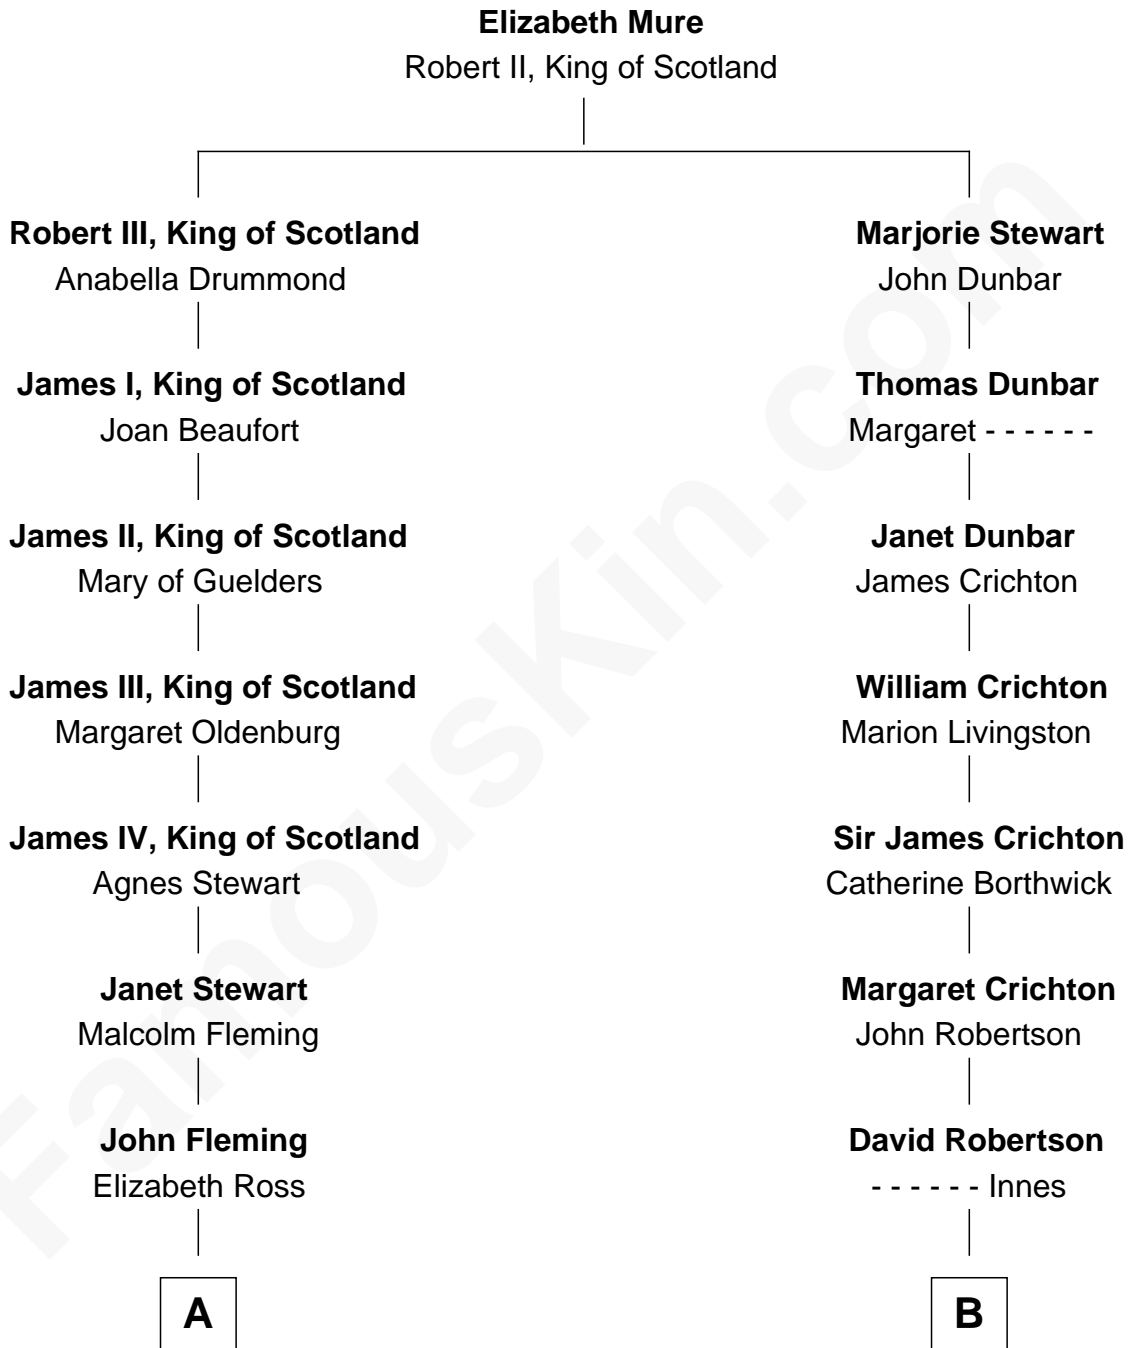 Elizabeth Mure
Robert II, King of Scotland
Robert III, King of Scotland
Anabella Drummond
James I, King of Scotland
Joan Beaufort
James II, King of Scotland
Mary of Guelders
James III, King of Scotland
Margaret Oldenburg
James IV, King of Scotland
Agnes Stewart
Janet Stewart
Malcolm Fleming
John Fleming
Elizabeth Ross
A
Marjorie Stewart
John Dunbar
Thomas Dunbar
Margaret - - - - - -
Janet Dunbar
James Crichton
William Crichton
Marion Livingston
Sir James Crichton
Catherine Borthwick
Margaret Crichton
John Robertson
David Robertson
- - - - - - Innes
B
FamousKin.com